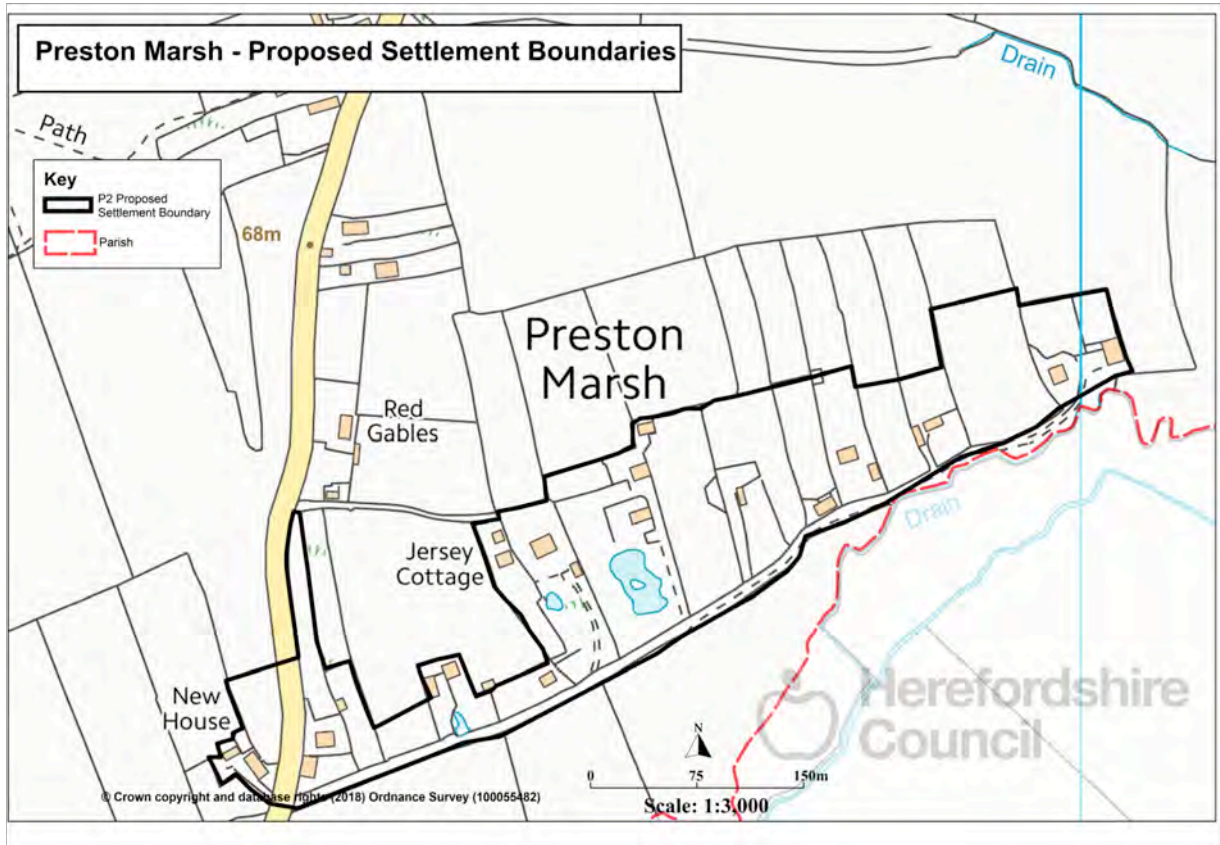 Preston Marsh - Proposed Settlement Boundaries
Drain
Path
Key
P2 Proposed
Settlement Boundary
Parish
68m
Preston
Marsh
Red
Gables
Drain
Jersey
Cottage
New
House
Herefordshire
Council
N
0 75 150m
Scale: 1:3,000
© Crown copyright and database rights (2018) Ordnance Survey (100055482)